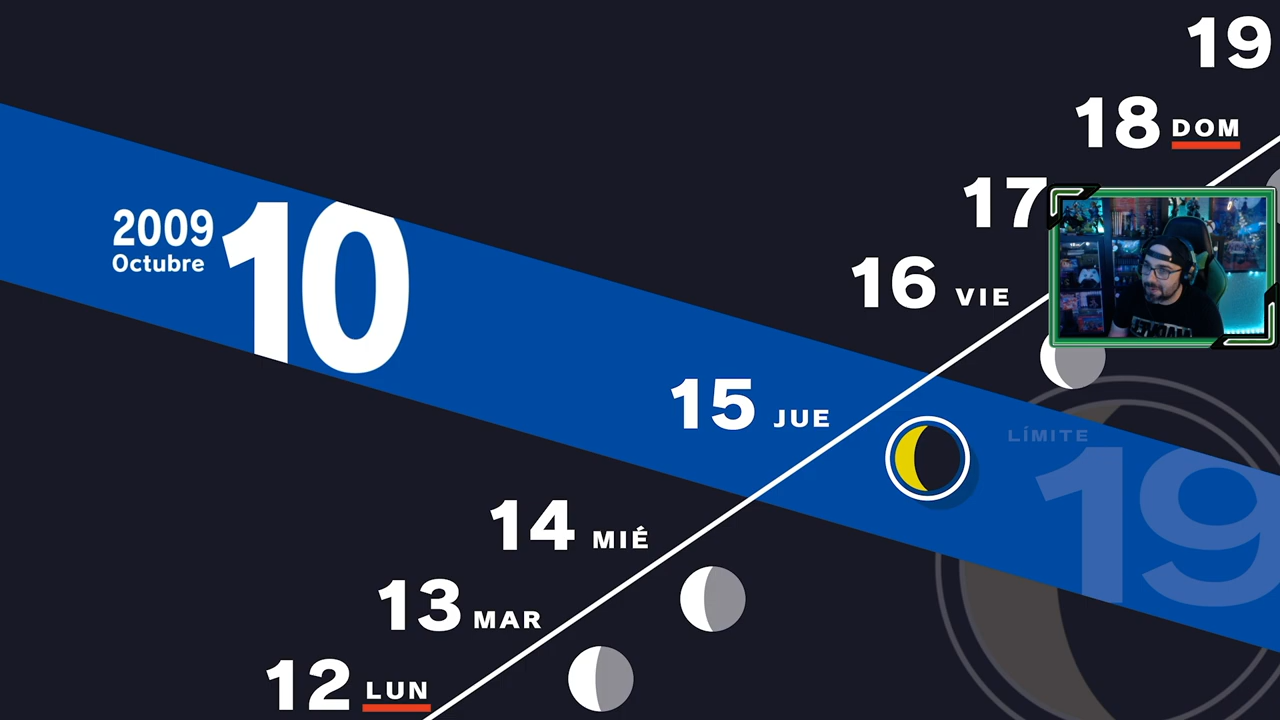 19
18 DOM
17
16 VIE
2009
Octubre
10
15 JUE
LÍMITE
19
14 MIÉ
13 MAR
12 LUN